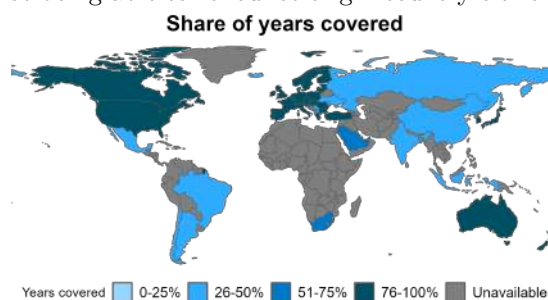 Share of years covered
Years covered 0-25% 26-50% 51-75% 76-100% Unavailable